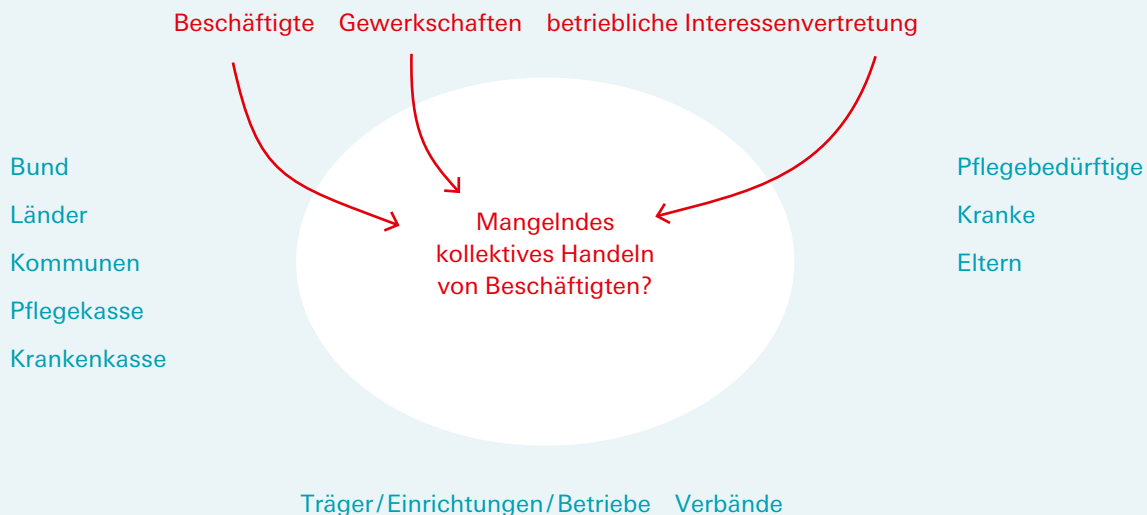 Beschäftigte Gewerkschaften betriebliche Interessenvertretung
Bund
Länder
Kommunen
Pflegekasse
Krankenkasse
Mangelndes
kollektives Handeln
von Beschäftigten?
Pflegebedürftige
Kranke
Eltern
Träger/Einrichtungen/Betriebe Verbände